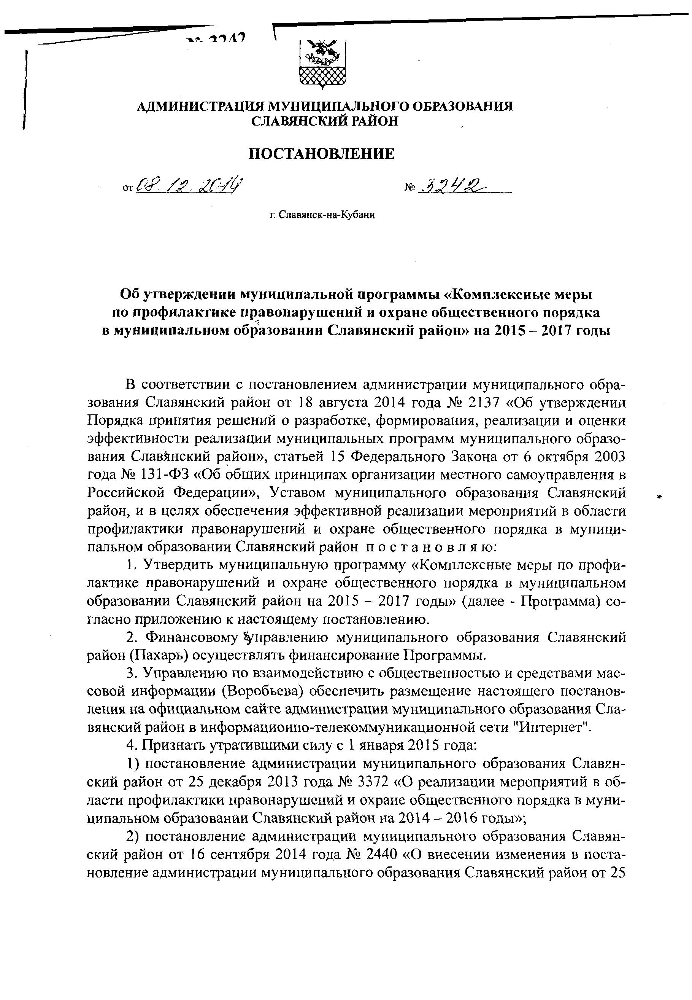 № 3242
АДМИНИСТРАЦИЯ МУНИЦИПАЛЬНОГО ОБРАЗОВАНИЯ
СЛАВЯНСКИЙ РАЙОН
ПОСТАНОВЛЕНИЕ
от 08.12.2014 № 3242
г. Славянск-на-Кубани
Об утверждении муниципальной программы «Комплексные меры
по профилактике правонарушений и охране общественного порядка
в муниципальном образовании Славянский район» на 2015 – 2017 годы
В соответствии с постановлением администрации муниципального обра-
зования Славянский район от 18 августа 2014 года № 2137 «Об утверждении
Порядка принятия решений о разработке, формирования, реализации и оценки
эффективности реализации муниципальных программ муниципального образо-
вания Славянский район», статьей 15 Федерального Закона от 6 октября 2003
года № 131-ФЗ «Об общих принципах организации местного самоуправления в
Российской Федерации», Уставом муниципального образования Славянский
район, и в целях обеспечения эффективной реализации мероприятий в области
профилактики правонарушений и охране общественного порядка в муници-
пальном образовании Славянский район п о с т а н о в л я ю:
1. Утвердить муниципальную программу «Комплексные меры по профи-
лактике правонарушений и охране общественного порядка в муниципальном
образовании Славянский район на 2015 – 2017 годы» (далее - Программа) со-
гласно приложению к настоящему постановлению.
2. Финансовому управлению муниципального образования Славянский
район (Пахарь) осуществлять финансирование Программы.
3. Управлению по взаимодействию с общественностью и средствами мас-
совой информации (Воробьева) обеспечить размещение настоящего постанов-
ления на официальном сайте администрации муниципального образования Сла-
вянский район в информационно-телекоммуникационной сети "Интернет".
4. Признать утратившими силу с 1 января 2015 года:
1) постановление администрации муниципального образования Славян-
ский район от 25 декабря 2013 года № 3372 «О реализации мероприятий в об-
ласти профилактики правонарушений и охране общественного порядка в муни-
ципальном образовании Славянский район на 2014 – 2016 годы»;
2) постановление администрации муниципального образования Славян-
ский район от 16 сентября 2014 года № 2440 «О внесении изменения в поста-
новление администрации муниципального образования Славянский район от 25